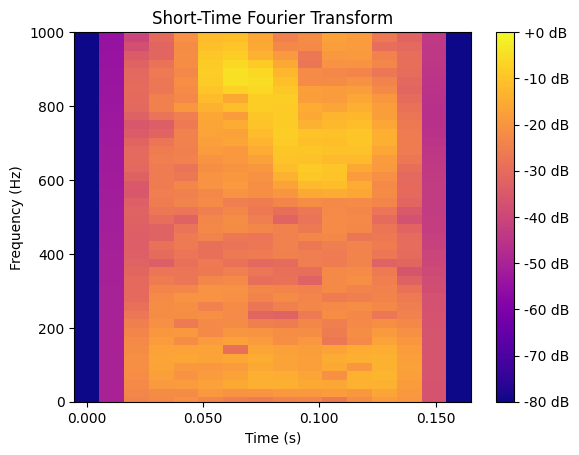 Short-Time Fourier Transform
1000
800
600
400
200
0
Frequency (Hz)
0.000
0.050
0.100
0.150
Time (s)
+0 dB
-10 dB
-20 dB
-30 dB
-40 dB
-50 dB
-60 dB
-70 dB
-80 dB